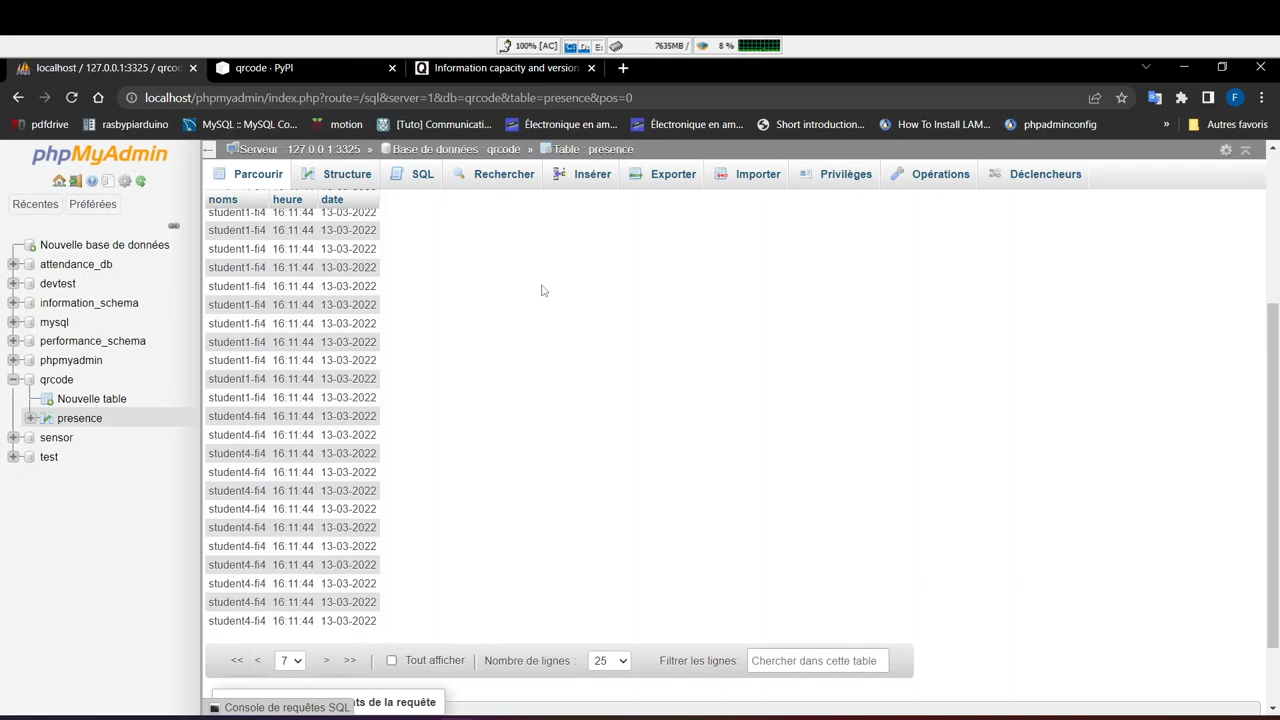 100% [AC] 7635MB / 8 %
localhost / 127.0.0.1:3325 / qrco
qrcode · PyPI
Information capacity and version
localhost/phpmyadmin/index.php?route=/sql&server=1&db=qrcode&table=presence&pos=0
F
pdfdrive
rasbypiarduino
MySQL :: MySQL Co...
motion
[Tuto] Communicati...
Électronique en am...
Électronique en am...
Short introduction...
How To Install LAM...
phpadminconfig
»
Autres favoris
phpMyAdmin
Récentes
Préférées
Nouvelle base de données
attendance_db
devtest
information_schema
mysql
performance_schema
phpmyadmin
qrcode
Nouvelle table
presence
sensor
test
Serveur : 127.0.0.1:3325 » Base de données : qrcode » Table : presence
Parcourir
Structure
SQL
Rechercher
Insérer
Exporter
Importer
Privilèges
Opérations
Déclencheurs
noms heure date
student1-fi4 16:11:44 13-03-2022
student1-fi4 16:11:44 13-03-2022
student1-fi4 16:11:44 13-03-2022
student1-fi4 16:11:44 13-03-2022
student1-fi4 16:11:44 13-03-2022
student1-fi4 16:11:44 13-03-2022
student1-fi4 16:11:44 13-03-2022
student1-fi4 16:11:44 13-03-2022
student1-fi4 16:11:44 13-03-2022
student1-fi4 16:11:44 13-03-2022
student1-fi4 16:11:44 13-03-2022
student4-fi4 16:11:44 13-03-2022
student4-fi4 16:11:44 13-03-2022
student4-fi4 16:11:44 13-03-2022
student4-fi4 16:11:44 13-03-2022
student4-fi4 16:11:44 13-03-2022
student4-fi4 16:11:44 13-03-2022
student4-fi4 16:11:44 13-03-2022
student4-fi4 16:11:44 13-03-2022
student4-fi4 16:11:44 13-03-2022
student4-fi4 16:11:44 13-03-2022
student4-fi4 16:11:44 13-03-2022
student4-fi4 16:11:44 13-03-2022
<< < 7 > >> Tout afficher Nombre de lignes : 25 Filtrer les lignes: Chercher dans cette table
de la requête
Console de requêtes SQL